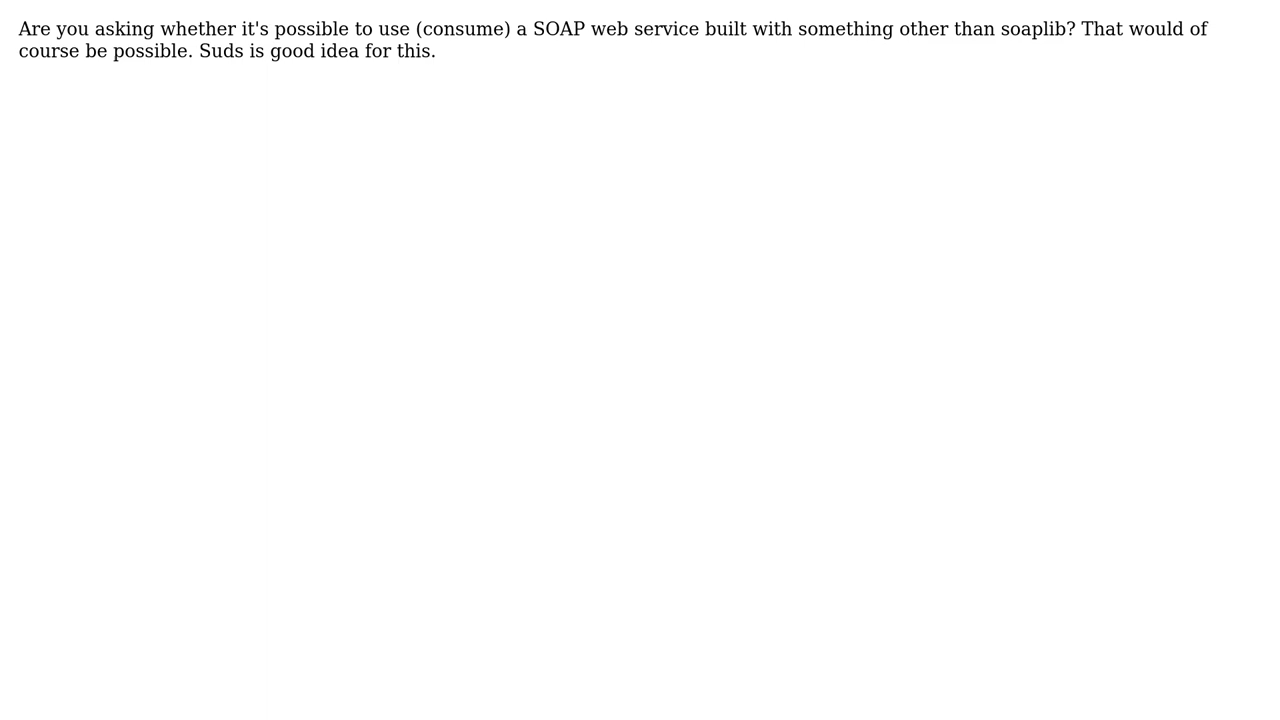 Are you asking whether it's possible to use (consume) a SOAP web service built with something other than soaplib? That would of
course be possible. Suds is good idea for this.